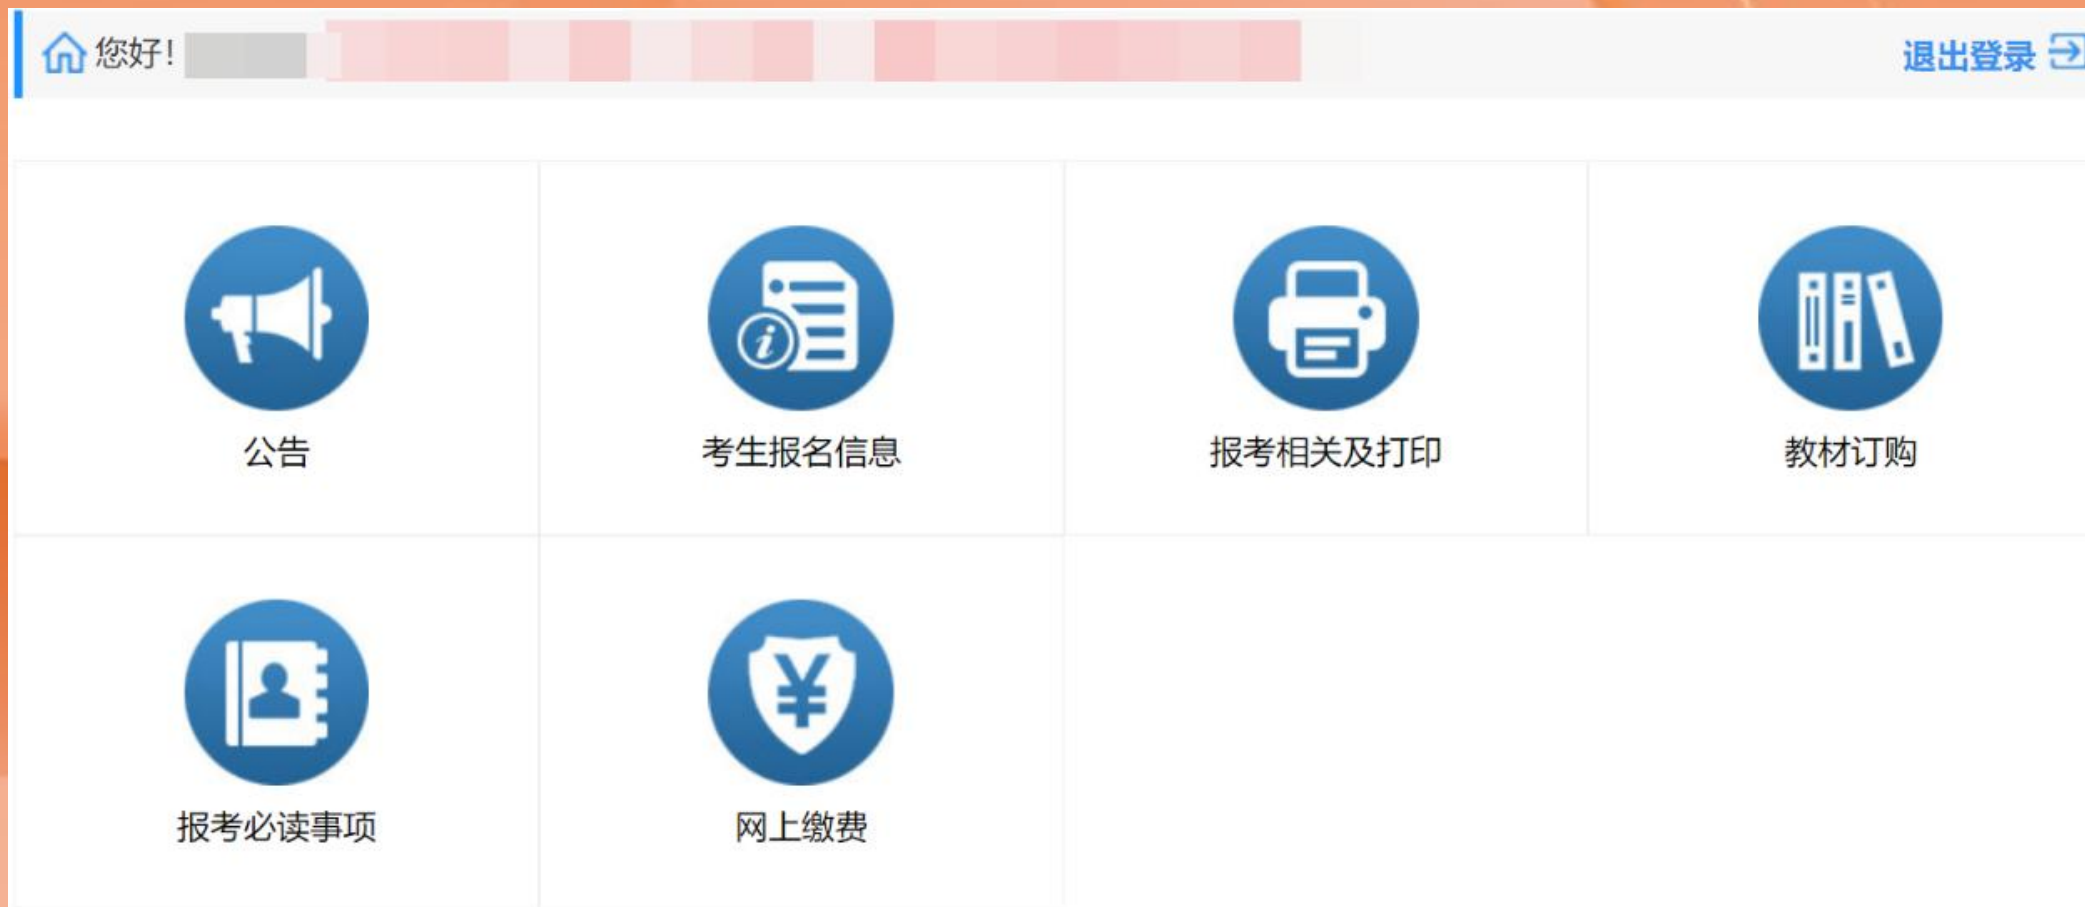 您好!
退出登录
公告
考生报名信息
报考相关及打印
教材订购
报考必读事项
网上缴费